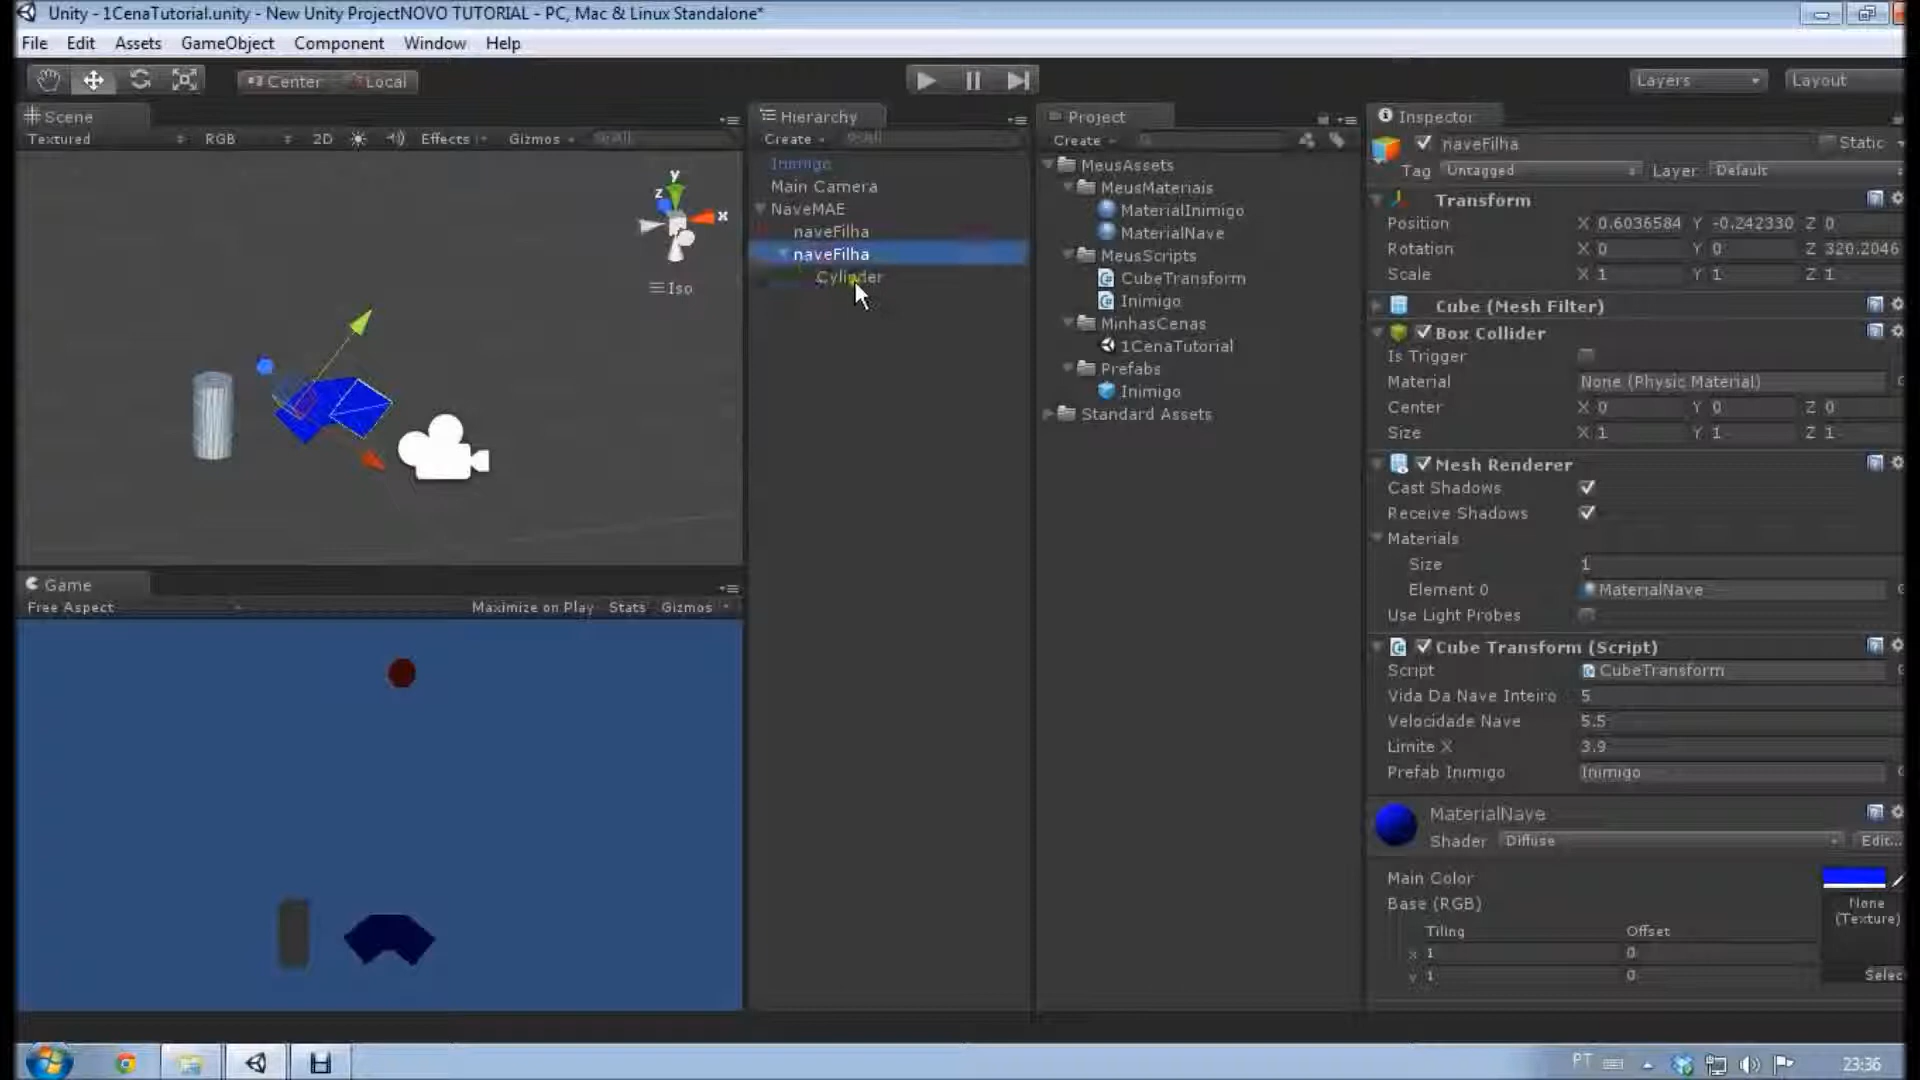 Unity - 1CenaTutorial.unity - New Unity ProjectNOVO TUTORIAL - PC, Mac & Linux Standalone*
File Edit Assets GameObject Component Window Help
Center Local
Layers Layout
Scene
Textured RGB 2D Effects Gizmos All
y
z
x
Iso
Game
Free Aspect Maximize on Play Stats Gizmos
Hierarchy
Create All
Inimigo
Main Camera
NaveMAE
naveFilha
naveFilha
Cylinder
Project
Create
MeusAssets
MeusMateriais
MaterialInimigo
MaterialNave
MeusScripts
CubeTransform
Inimigo
MinhasCenas
1CenaTutorial
Prefabs
Inimigo
Standard Assets
Inspector
naveFilha Static
Tag Untagged Layer Default
Transform
Position X 0.6036584 Y -0.242330 Z 0
Rotation X 0 Y 0 Z 320.2046
Scale X 1 Y 1 Z 1
Cube (Mesh Filter)
Box Collider
Is Trigger
Material None (Physic Material)
Center X 0 Y 0 Z 0
Size X 1 Y 1 Z 1
Mesh Renderer
Cast Shadows
Receive Shadows
Materials
Size 1
Element 0 MaterialNave
Use Light Probes
Cube Transform (Script)
Script CubeTransform
Vida Da Nave Inteiro 5
Velocidade Nave 5.5
Limite X 3.9
Prefab Inimigo Inimigo
MaterialNave
Shader Diffuse Edit...
Main Color
Base (RGB) None
(Texture)
Tiling Offset
x 1 0
y 1 0
Selec
PT 23:36